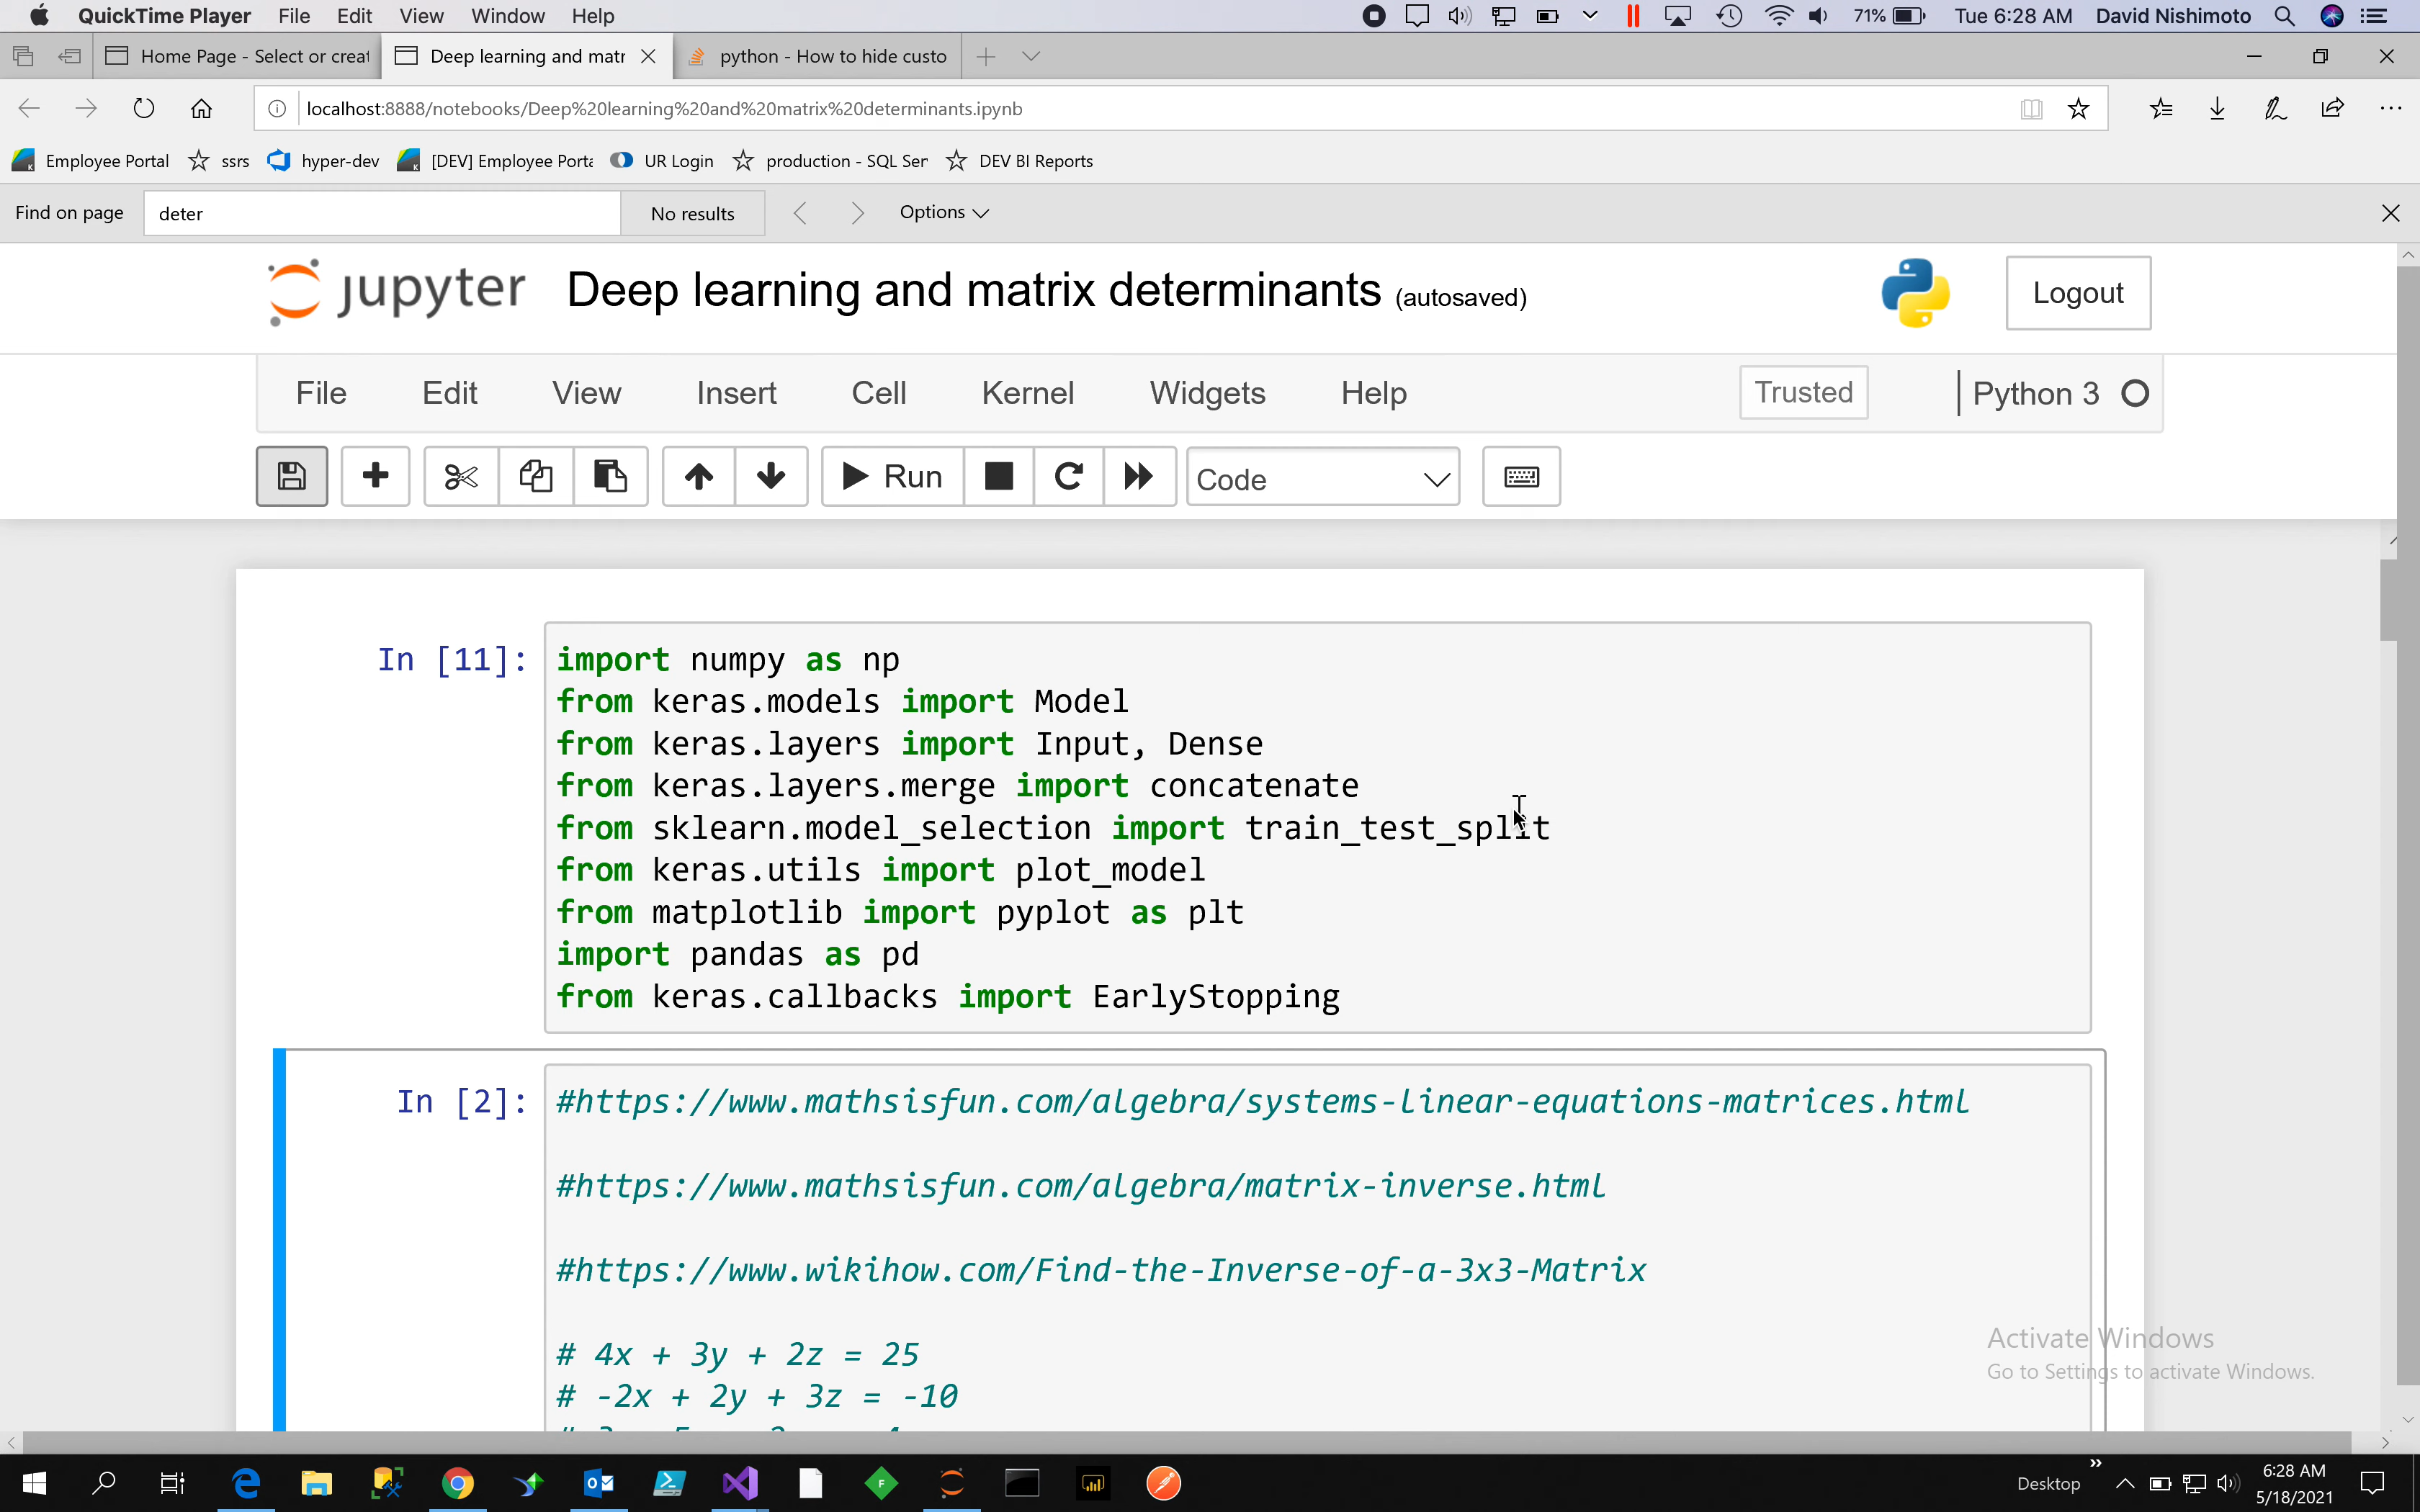 QuickTime Player File Edit View Window Help 71% Tue 6:28 AM David Nishimoto
Home Page - Select or creat Deep learning and matr python - How to hide custo
localhost:8888/notebooks/Deep%20learning%20and%20matrix%20determinants.ipynb
Employee Portal ssrs hyper-dev [DEV] Employee Porta UR Login production - SQL Ser DEV BI Reports
Find on page deter No results Options
jupyter Deep learning and matrix determinants (autosaved) Logout
File Edit View Insert Cell Kernel Widgets Help Trusted Python 3
Run Code
In [11]: import numpy as np
from keras.models import Model
from keras.layers import Input, Dense
from keras.layers.merge import concatenate
from sklearn.model_selection import train_test_split
from keras.utils import plot_model
from matplotlib import pyplot as plt
import pandas as pd
from keras.callbacks import EarlyStopping
In [2]: #https://www.mathsisfun.com/algebra/systems-linear-equations-matrices.html
#https://www.mathsisfun.com/algebra/matrix-inverse.html
#https://www.wikihow.com/Find-the-Inverse-of-a-3x3-Matrix
# 4x + 3y + 2z = 25
# -2x + 2y + 3z = -10
Activate Windows
Go to Settings to activate Windows.
Desktop 6:28 AM
5/18/2021